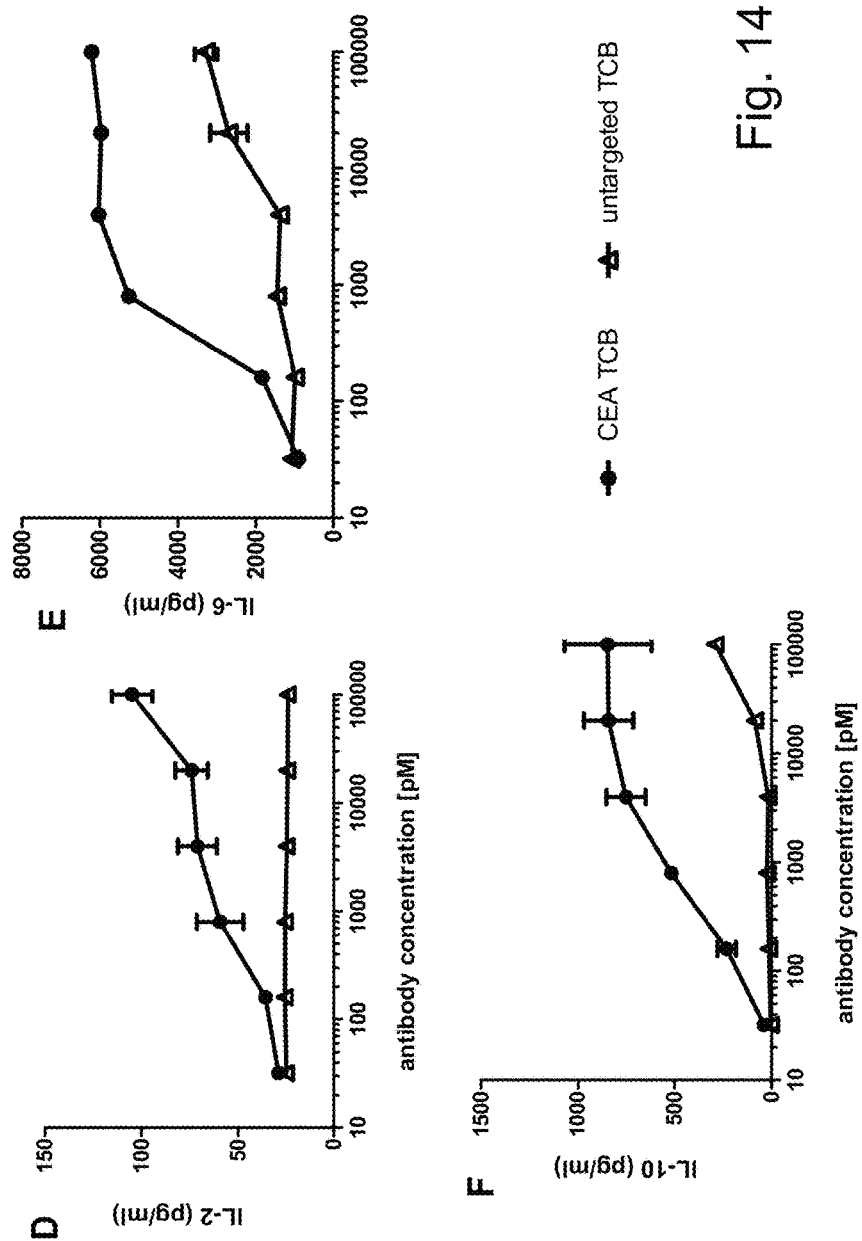 D
IL-2 (pg/ml)
150
100
50
0
10
100
1000
10000
100000
antibody concentration [pM]
E
IL-6 (pg/ml)
8000
6000
4000
2000
0
10
100
1000
10000
100000
F
IL-10 (pg/ml)
1500
1000
500
0
10
100
1000
10000
100000
antibody concentration [pM]
CEA TCB
untargeted TCB
Fig. 14